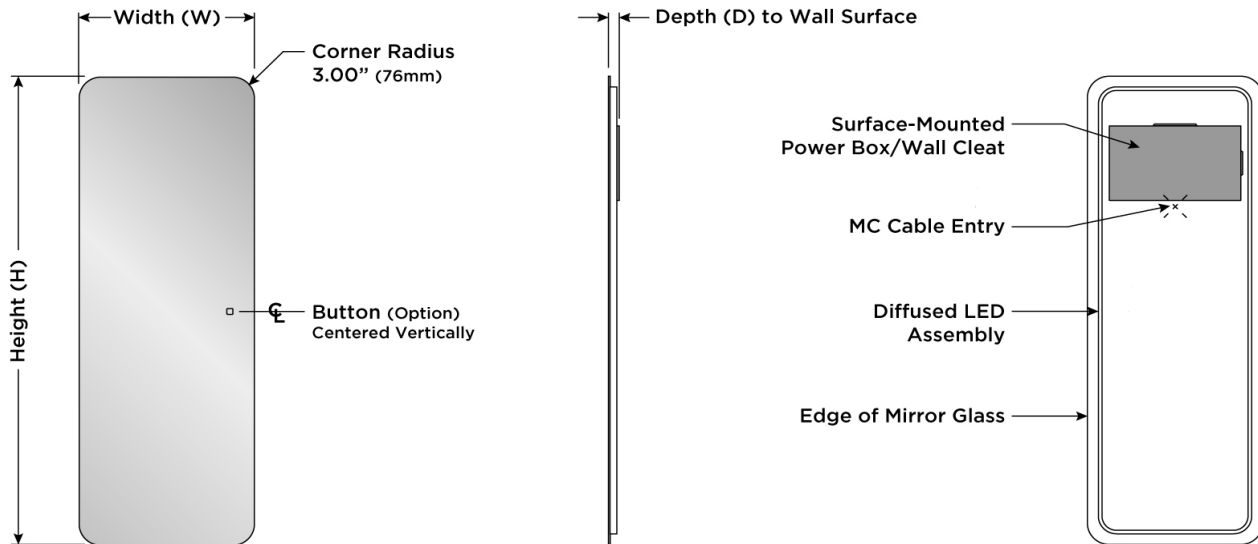 Width (W)
Depth (D) to Wall Surface
Corner Radius
3.00” (76mm)
Surface-Mounted
Power Box/Wall Cleat
MC Cable Entry
Height (H)
℄ Button (Option)
Centered Vertically
Diffused LED
Assembly
Edge of Mirror Glass